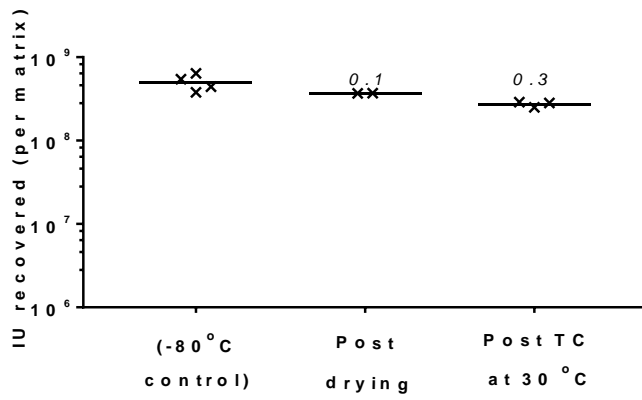 IU recovered (per matrix)
10⁹
10⁸
10⁷
10⁶
0.1
0.3
(-80°C
control)
Post
drying
Post TC
at 30 °C